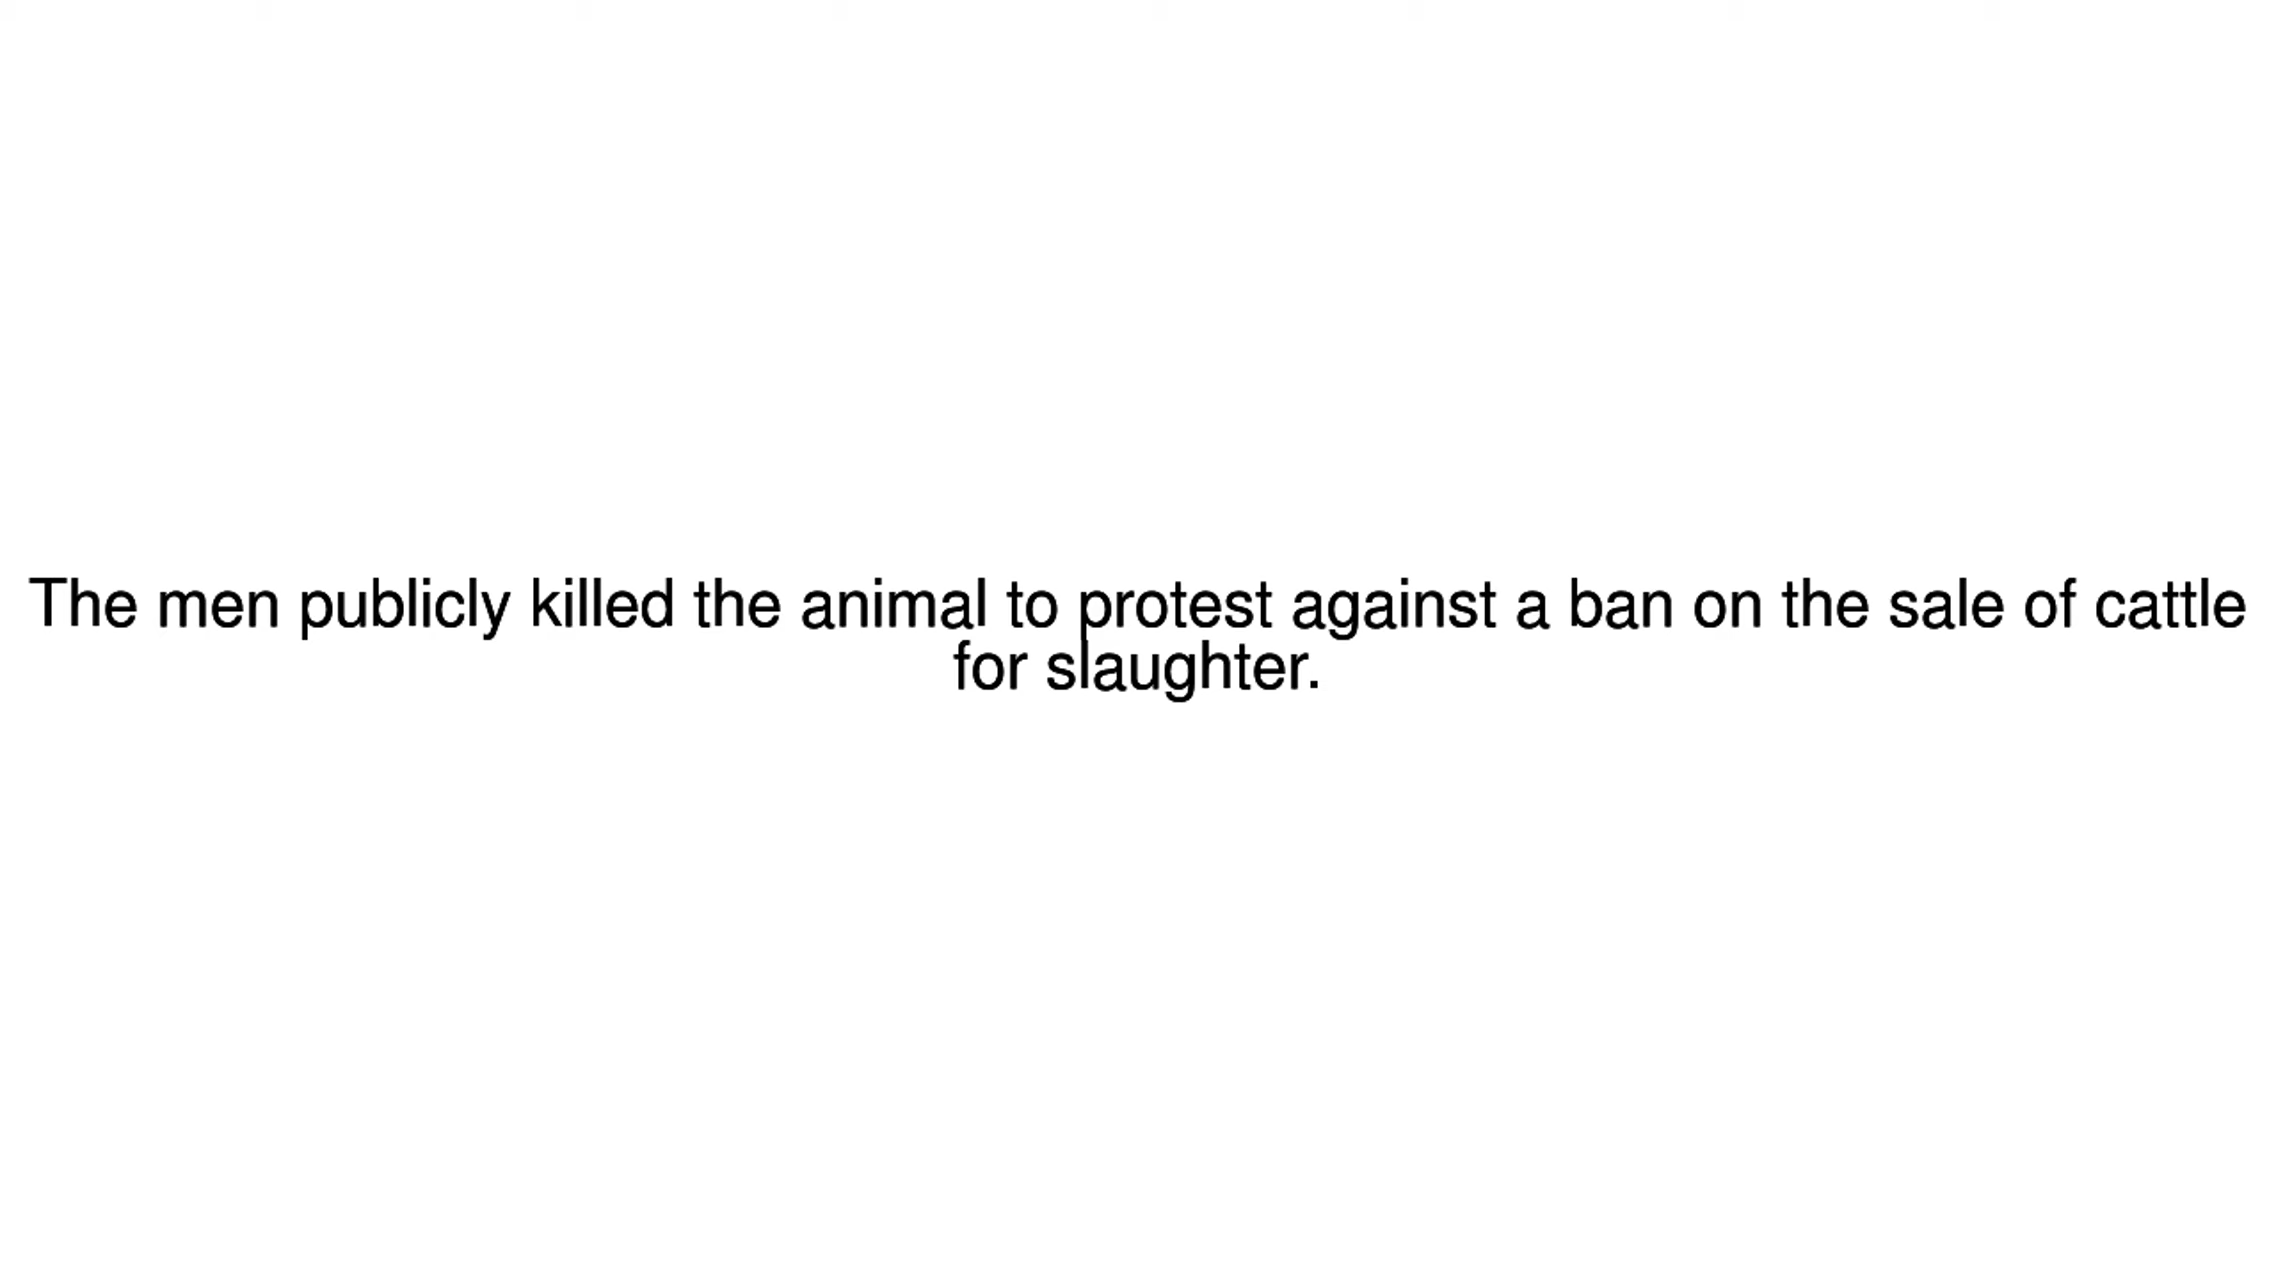 The men publicly killed the animal to protest against a ban on the sale of cattle
for slaughter.